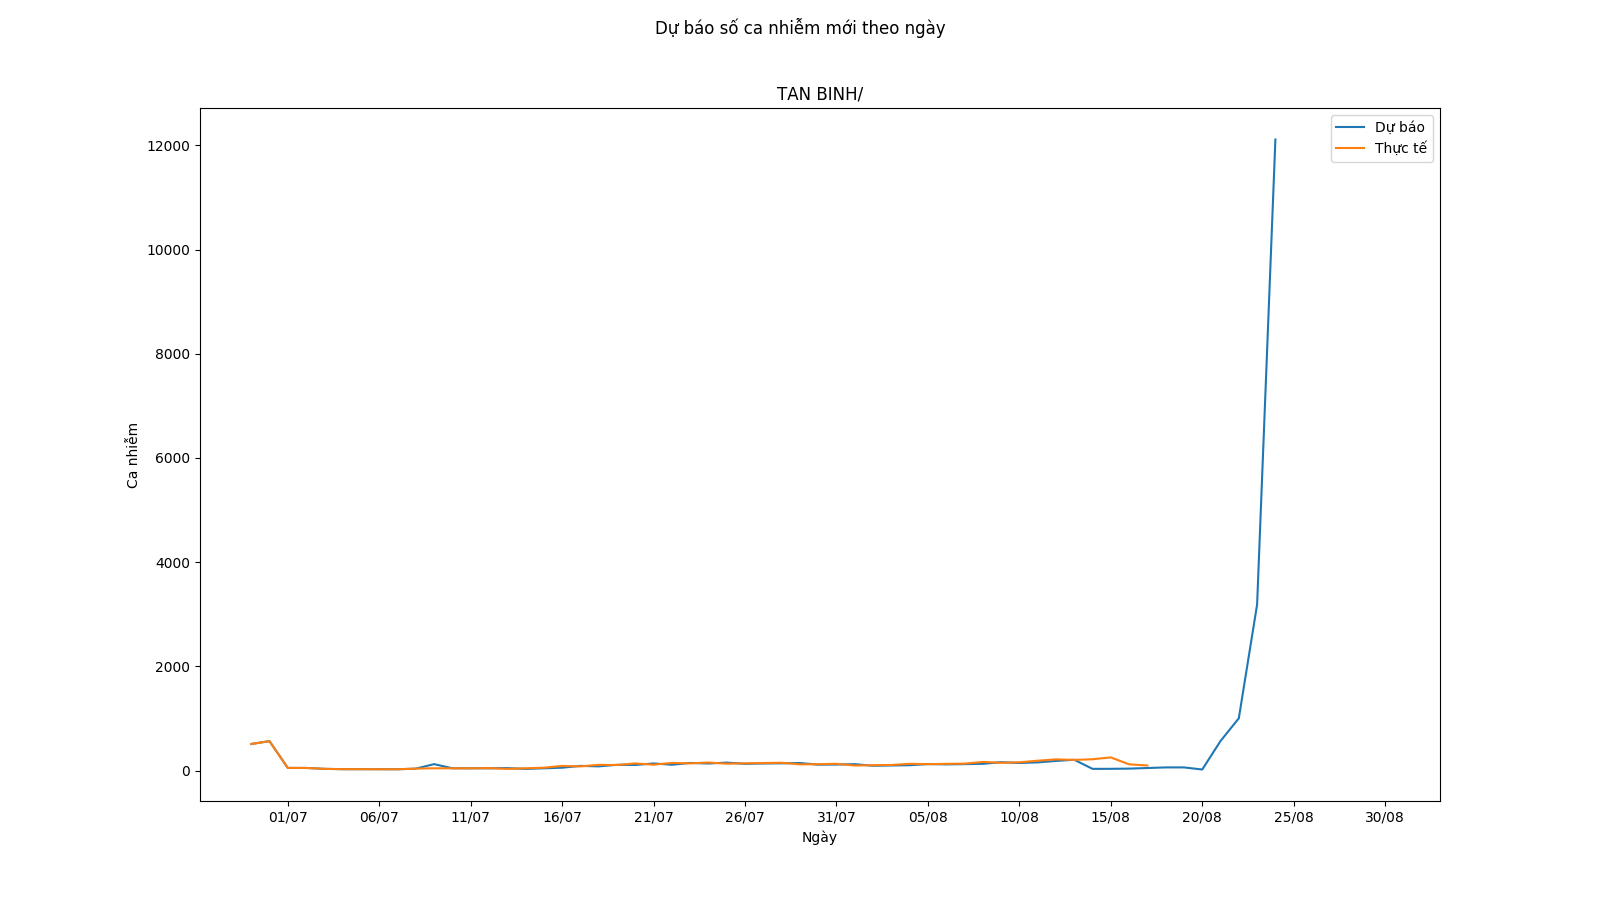 Dự báo số ca nhiễm mới theo ngày
TAN BINH/
Dự báo
Thực tế
12000
10000
8000
6000
4000
2000
0
Ca nhiễm
01/07 06/07 11/07 16/07 21/07 26/07 31/07 05/08 10/08 15/08 20/08 25/08 30/08
Ngày